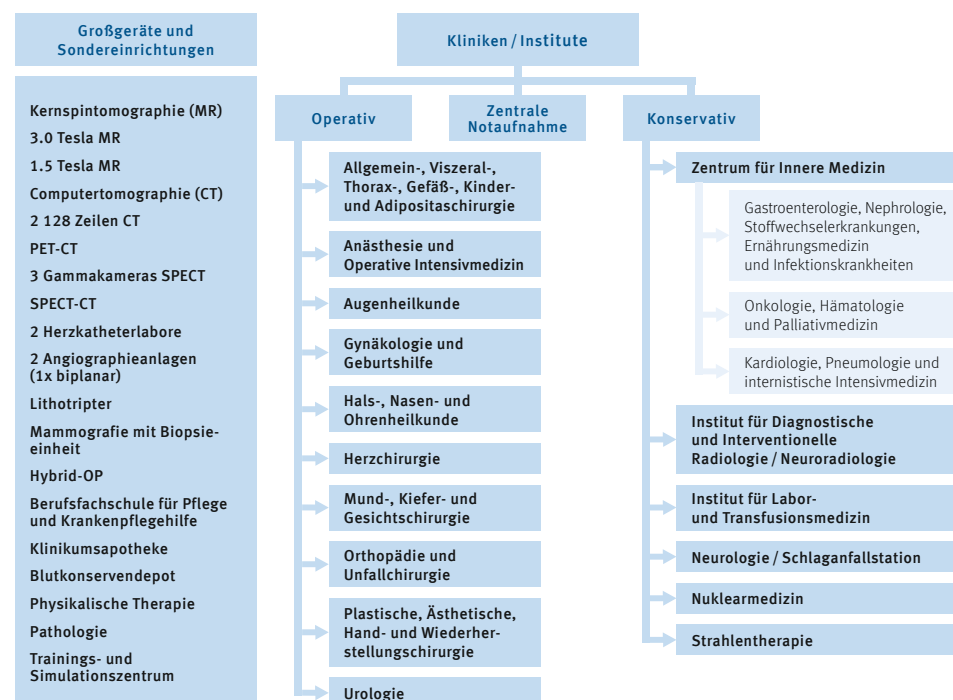 Großgeräte und
Sondereinrichtungen
Kernspintomographie (MR)
3.0 Tesla MR
1.5 Tesla MR
Computertomographie (CT)
2 128 Zeilen CT
PET-CT
3 Gammakameras SPECT
SPECT-CT
2 Herzkatheterlabore
2 Angiographieanlagen
(1x biplanar)
Lithotripter
Mammografie mit Biopsie-
einheit
Hybrid-OP
Berufsfachschule für Pflege
und Krankenpflegehilfe
Klinikumsapotheke
Blutkonservendepot
Physikalische Therapie
Pathologie
Trainings- und
Simulationszentrum
Kliniken / Institute
Operativ
Allgemein-, Viszeral-,
Thorax-, Gefäß-, Kinder-
und Adipositaschirurgie
Anästhesie und
Operative Intensivmedizin
Augenheilkunde
Gynäkologie und
Geburtshilfe
Hals-, Nasen- und
Ohrenheilkunde
Herzchirurgie
Mund-, Kiefer- und
Gesichtschirurgie
Orthopädie und
Unfallchirurgie
Plastische, Ästhetische,
Hand- und Wiederher-
stellungschirurgie
Urologie
Zentrale
Notaufnahme
Konservativ
Zentrum für Innere Medizin
Gastroenterologie, Nephrologie,
Stoffwechselerkrankungen,
Ernährungsmedizin
und Infektionskrankheiten
Onkologie, Hämatologie
und Palliativmedizin
Kardiologie, Pneumologie und
internistische Intensivmedizin
Institut für Diagnostische
und Interventionelle
Radiologie / Neuroradiologie
Institut für Labor-
und Transfusionsmedizin
Neurologie / Schlaganfallstation
Nuklearmedizin
Strahlentherapie